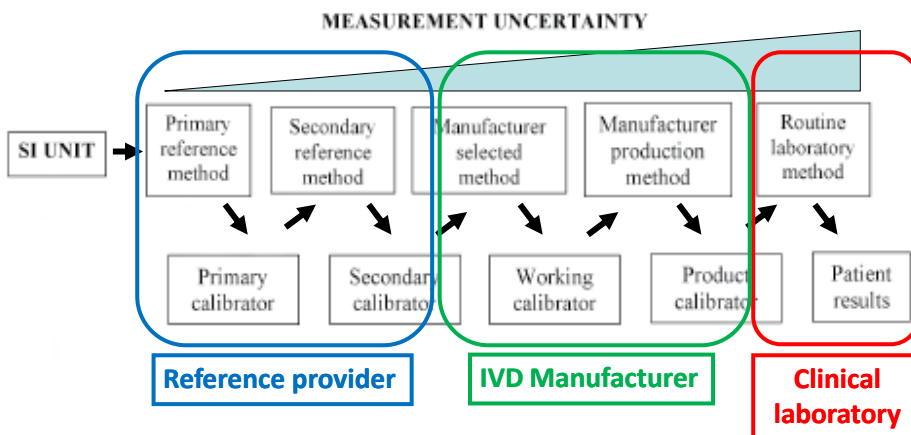 MEASUREMENT UNCERTAINTY
SI UNIT
Primary
reference
method
Secondary
reference
method
Manufacturer
selected
method
Manufacturer
production
method
Routine
laboratory
method
Primary
calibrator
Secondary
calibrator
Working
calibrator
Product
calibrator
Patient
results
Reference provider
IVD Manufacturer
Clinical
laboratory